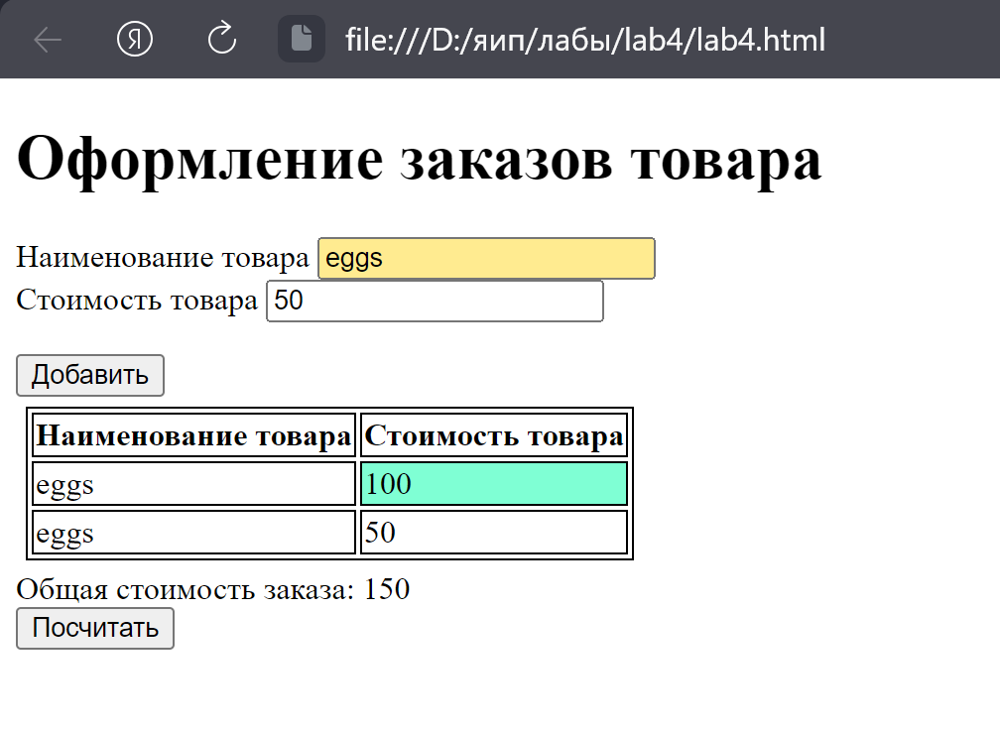 Я file:///D:/яип/лабы/lab4/lab4.html
Оформление заказов товара
Наименование товара eggs
Стоимость товара 50
Добавить
Наименование товара Стоимость товара
eggs 100
eggs 50
Общая стоимость заказа: 150
Посчитать